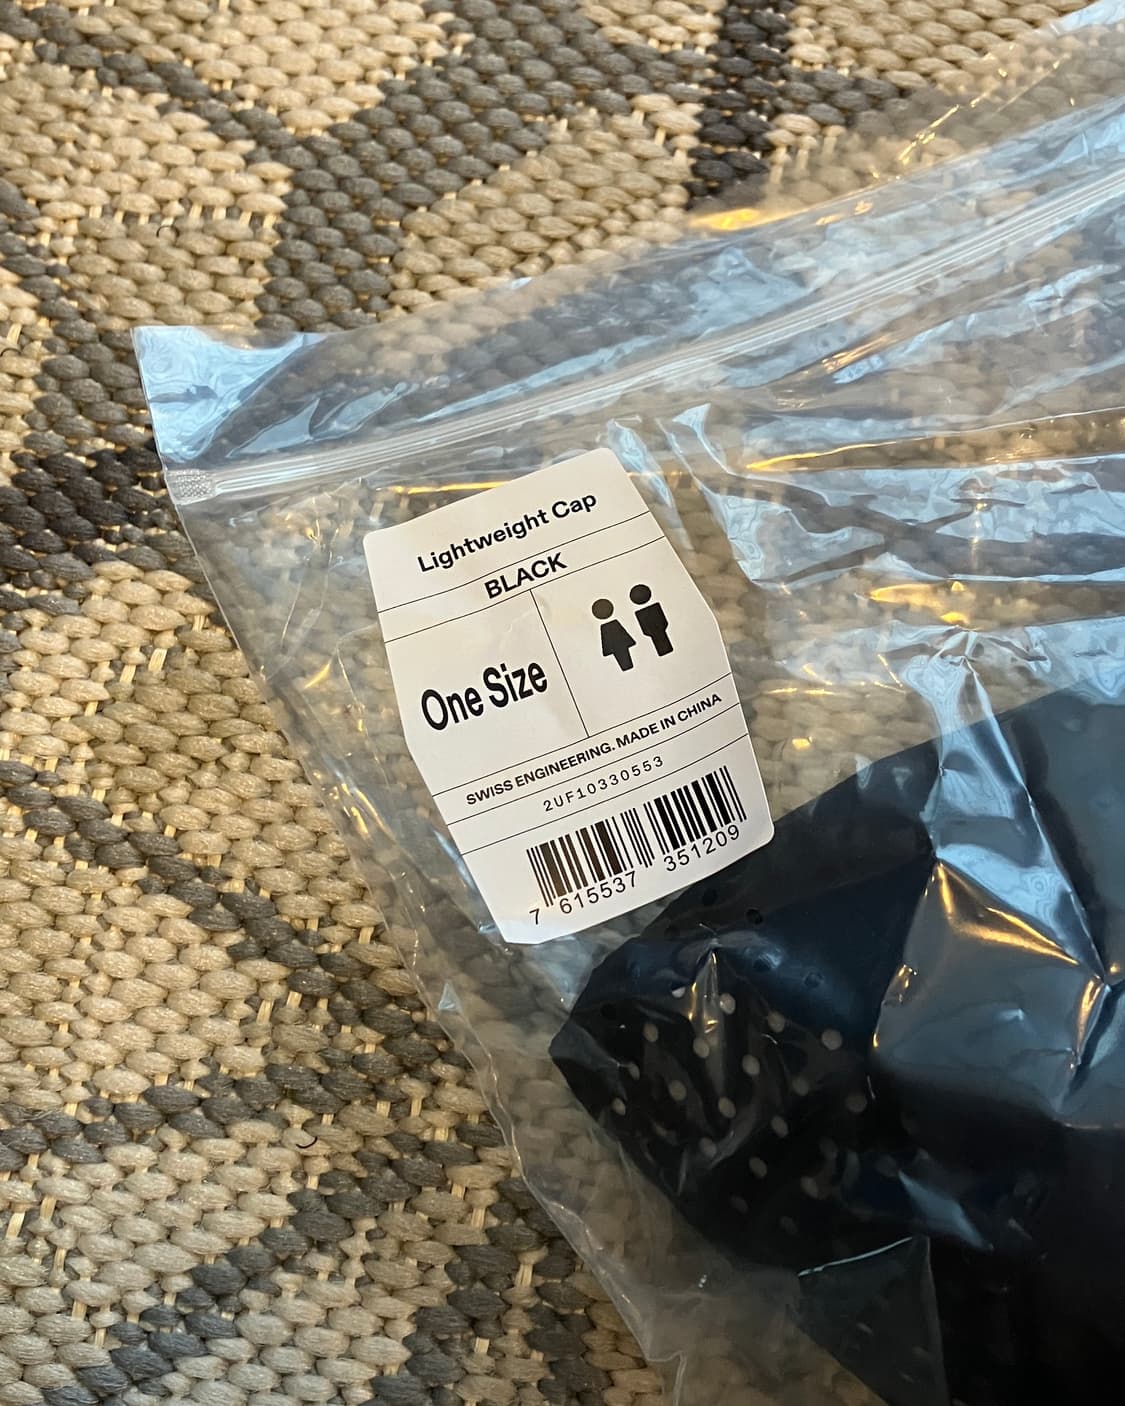 Lightweight Cap
BLACK
One Size
SWISS ENGINEERING. MADE IN CHINA
2UF10330553
7 615537 351209